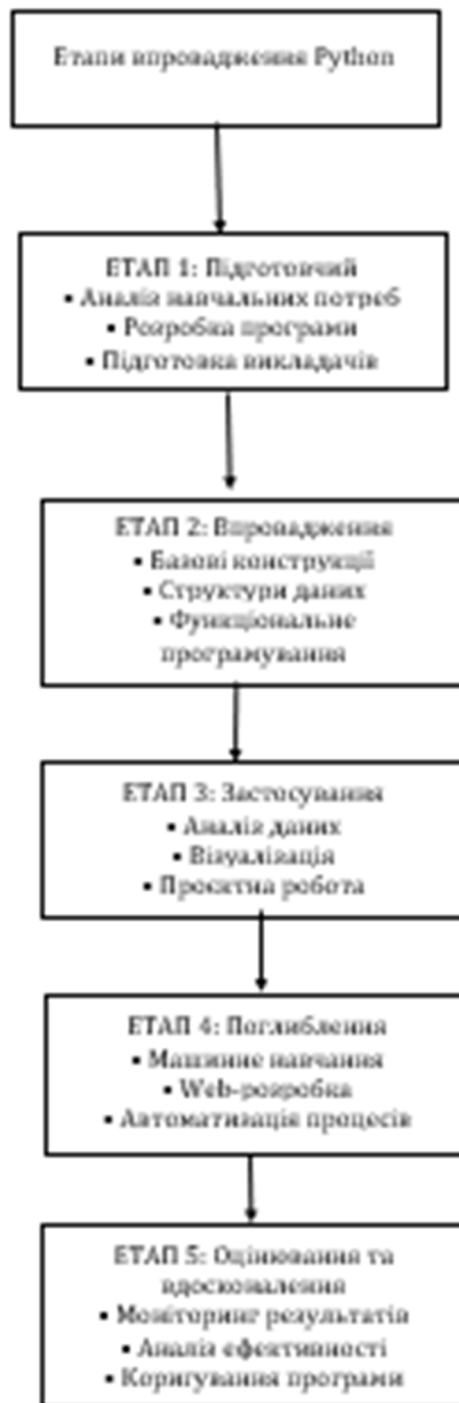 Етапи впровадження Python
ЕТАП 1: Підготовчий
▪ Аналіз навчальних потреб
▪ Розробка програми
▪ Підготовка викладачів
ЕТАП 2: Впровадження
▪ Базові конструкції
▪ Структури даних
▪ Функціональне
програмування
ЕТАП 3: Застосування
▪ Аналіз даних
▪ Візуалізація
▪ Проєктна робота
ЕТАП 4: Поглиблення
▪ Машинне навчання
▪ Web-розробка
▪ Автоматизація процесів
ЕТАП 5: Оцінювання та
вдосконалення
▪ Моніторинг результатів
▪ Аналіз ефективності
▪ Коригування програми